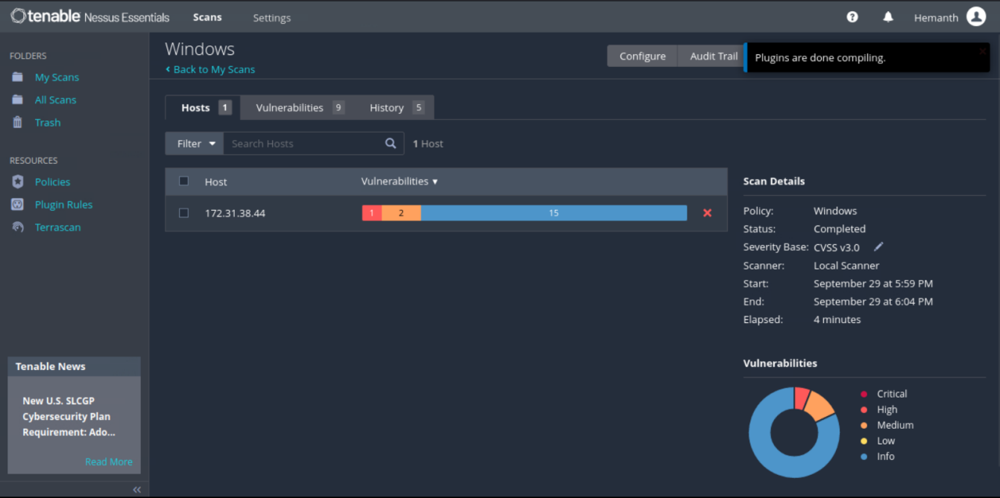 tenable Nessus Essentials Scans Settings ? Hemanth
FOLDERS
My Scans
All Scans
Trash
RESOURCES
Policies
Plugin Rules
Terrascan
Tenable News
New U.S. SLCGP
Cybersecurity Plan
Requirement: Ado...
Read More
Windows
Back to My Scans
Configure Audit Trail
Plugins are done compiling.
Hosts 1 Vulnerabilities 9 History 5
Filter Search Hosts 1 Host
Host Vulnerabilities
172.31.38.44 1 2 15
Scan Details
Policy: Windows
Status: Completed
Severity Base: CVSS v3.0
Scanner: Local Scanner
Start: September 29 at 5:59 PM
End: September 29 at 6:04 PM
Elapsed: 4 minutes
Vulnerabilities
Critical
High
Medium
Low
Info